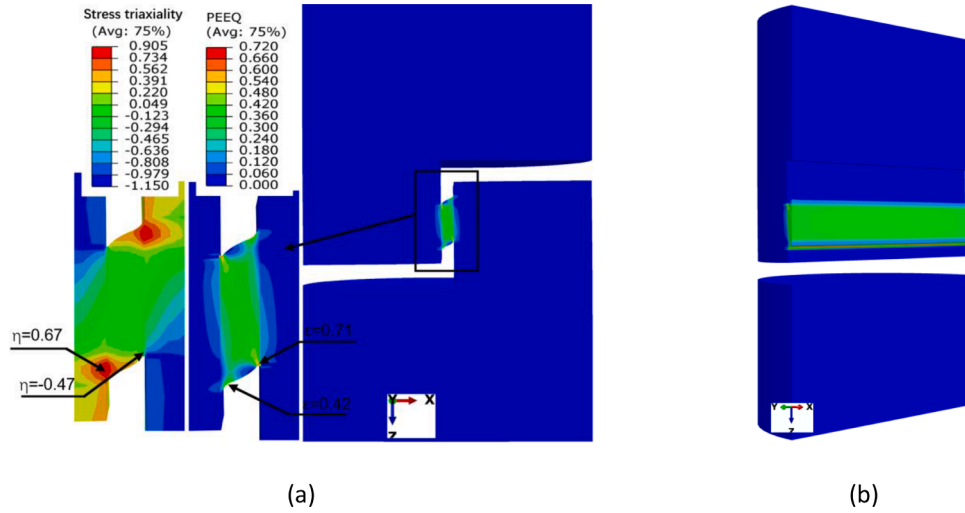 Stress triaxiality
(Avg: 75%)
0.905
0.734
0.562
0.391
0.220
0.049
-0.123
-0.294
-0.465
-0.636
-0.808
-0.979
-1.150
PEEQ
(Avg: 75%)
0.720
0.660
0.600
0.540
0.480
0.420
0.360
0.300
0.240
0.180
0.120
0.060
0.000
η=0.67
η=-0.47
ε=0.71
ε=0.42
Y X
Z
Y X
Z
(a)
(b)